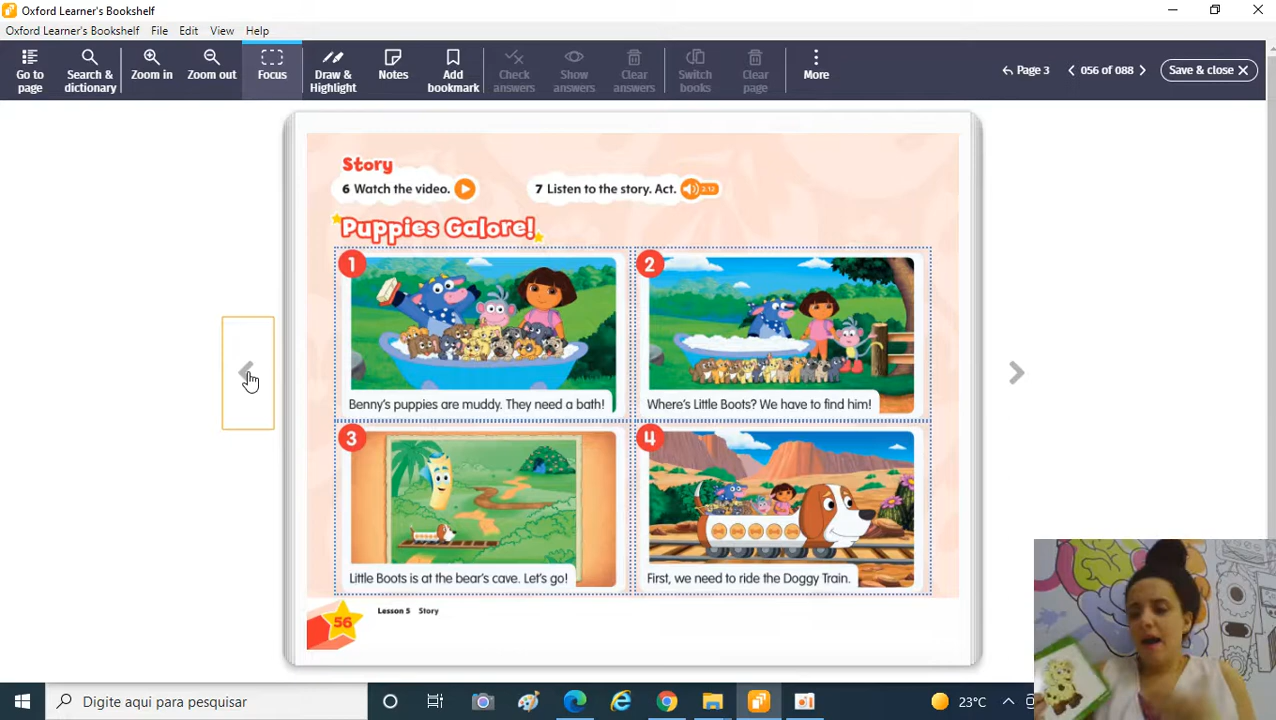 Oxford Learner's Bookshelf
Oxford Learner's Bookshelf File Edit View Help
Go to page
Search & dictionary
Zoom in
Zoom out
Focus
Draw & Highlight
Notes
Add bookmark
Check answers
Show answers
Clear answers
Switch books
Clear page
More
Page 3
056 of 088
Save & close
Story
6 Watch the video.
7 Listen to the story. Act. 2.12
Puppies Galore!
1
Benny's puppies are muddy. They need a bath!
2
Where's Little Boots? We have to find him!
3
Little Boots is at the bear's cave. Let's go!
4
First, we need to ride the Doggy Train.
56 Lesson 5 Story
Digite aqui para pesquisar
23°C